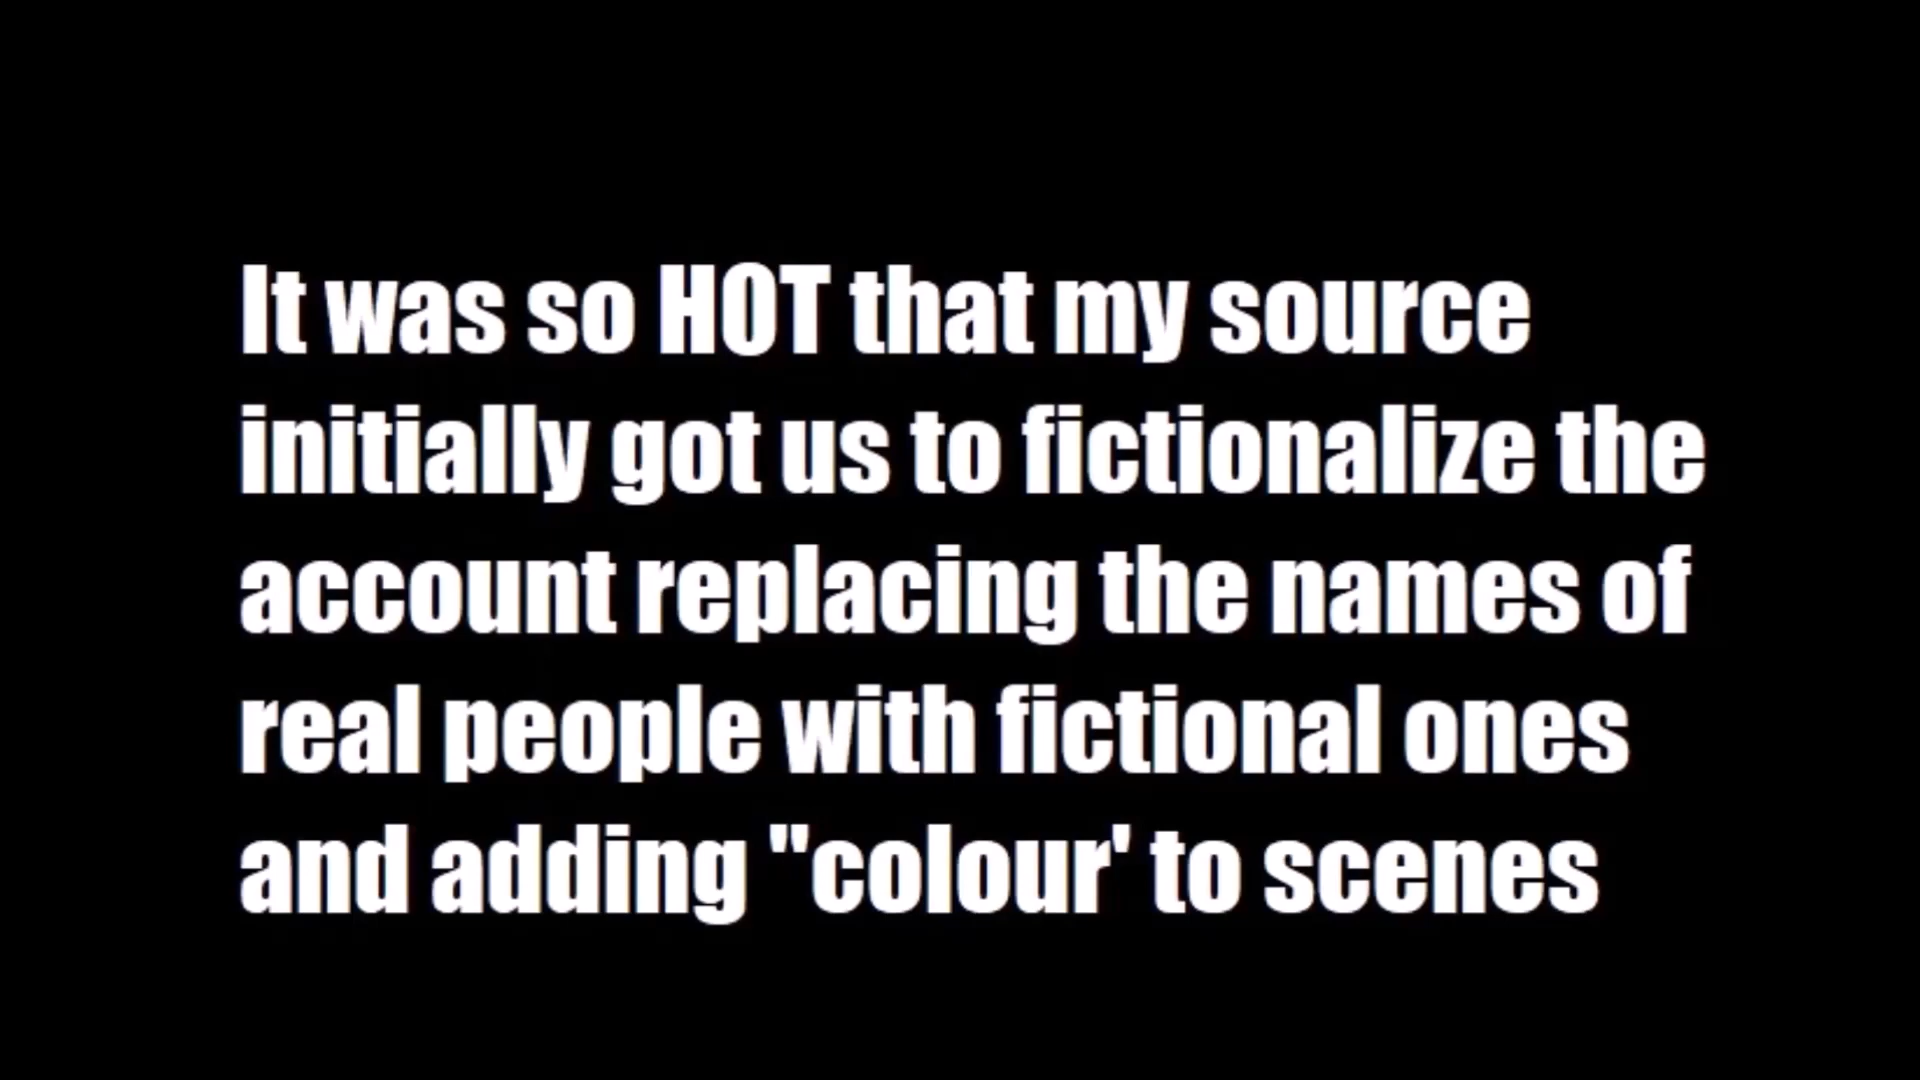 It was so HOT that my source
initially got us to fictionalize the
account replacing the names of
real people with fictional ones
and adding "colour' to scenes